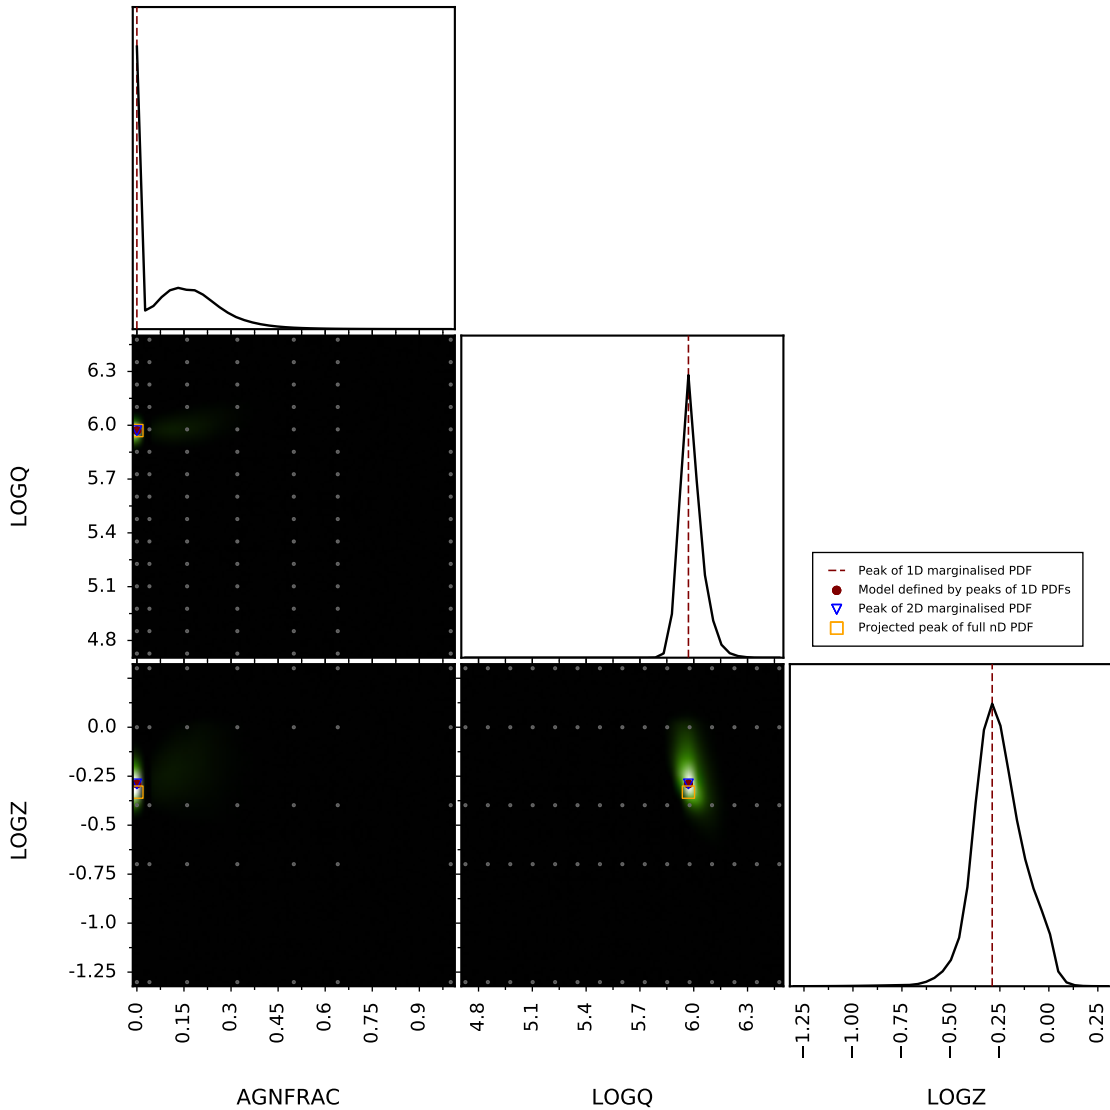 6.3
6.0
5.7
5.4
5.1
4.8
LOGQ
Peak of 1D marginalised PDF
Model defined by peaks of 1D PDFs
Peak of 2D marginalised PDF
Projected peak of full nD PDF
0.0
-0.25
-0.5
-0.75
-1.0
-1.25
LOGZ
0.0 0.15 0.3 0.45 0.6 0.75 0.9
4.8 5.1 5.4 5.7 6.0 6.3
−1.25 −1.00 −0.75 −0.50 −0.25 0.00 0.25
AGNFRAC LOGQ LOGZ